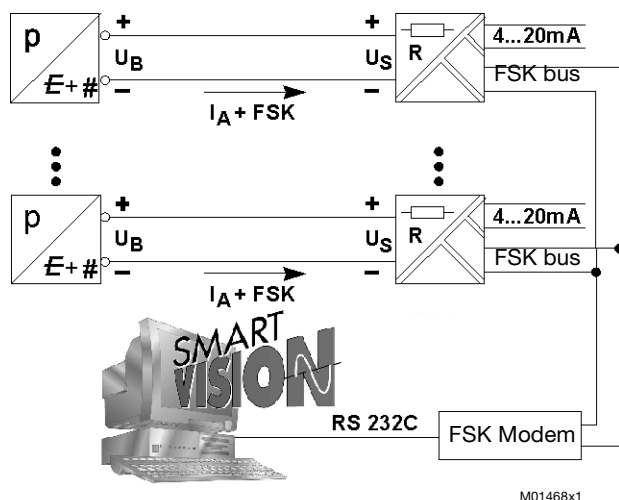 p
E+#
+
U_B
−
I_A + FSK
+
U_S
−
R
4...20mA
FSK bus
p
E+#
+
U_B
−
I_A + FSK
+
U_S
−
R
4...20mA
FSK bus
SMART
VISION
RS 232C
FSK Modem
M01468x1